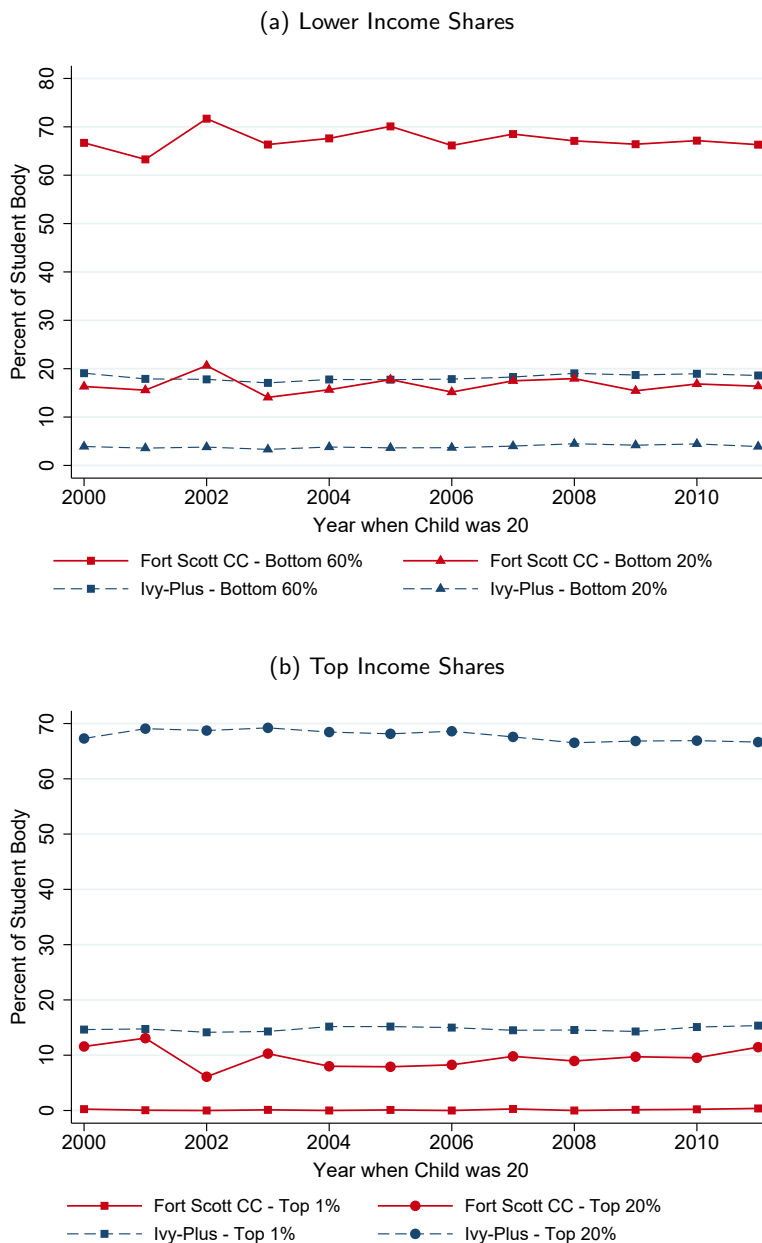 (a) Lower Income Shares
Percent of Student Body
80
70
60
50
40
30
20
10
0
2000 2002 2004 2006 2008 2010
Year when Child was 20
Fort Scott CC - Bottom 60% Fort Scott CC - Bottom 20%
Ivy-Plus - Bottom 60% Ivy-Plus - Bottom 20%
(b) Top Income Shares
Percent of Student Body
70
60
50
40
30
20
10
0
2000 2002 2004 2006 2008 2010
Year when Child was 20
Fort Scott CC - Top 1% Fort Scott CC - Top 20%
Ivy-Plus - Top 1% Ivy-Plus - Top 20%